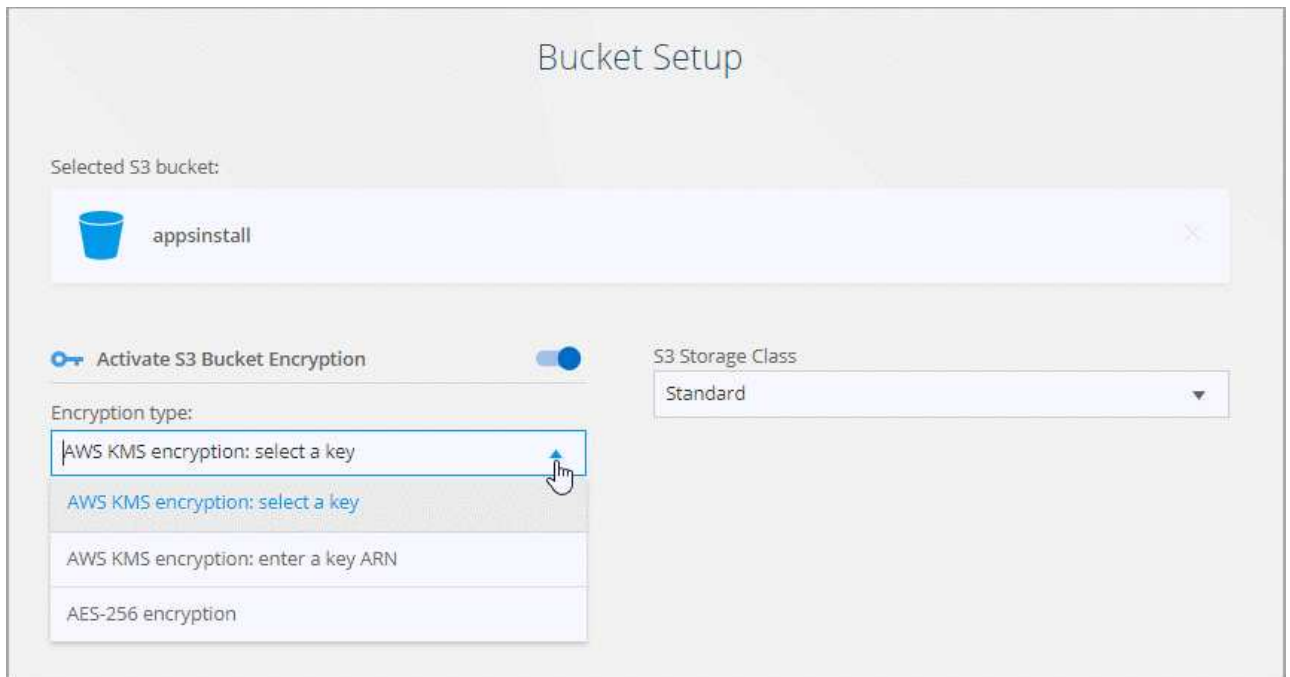 Bucket Setup
Selected S3 bucket:
appsinstall
Activate S3 Bucket Encryption
S3 Storage Class
Standard
Encryption type:
AWS KMS encryption: select a key
AWS KMS encryption: select a key
AWS KMS encryption: enter a key ARN
AES-256 encryption